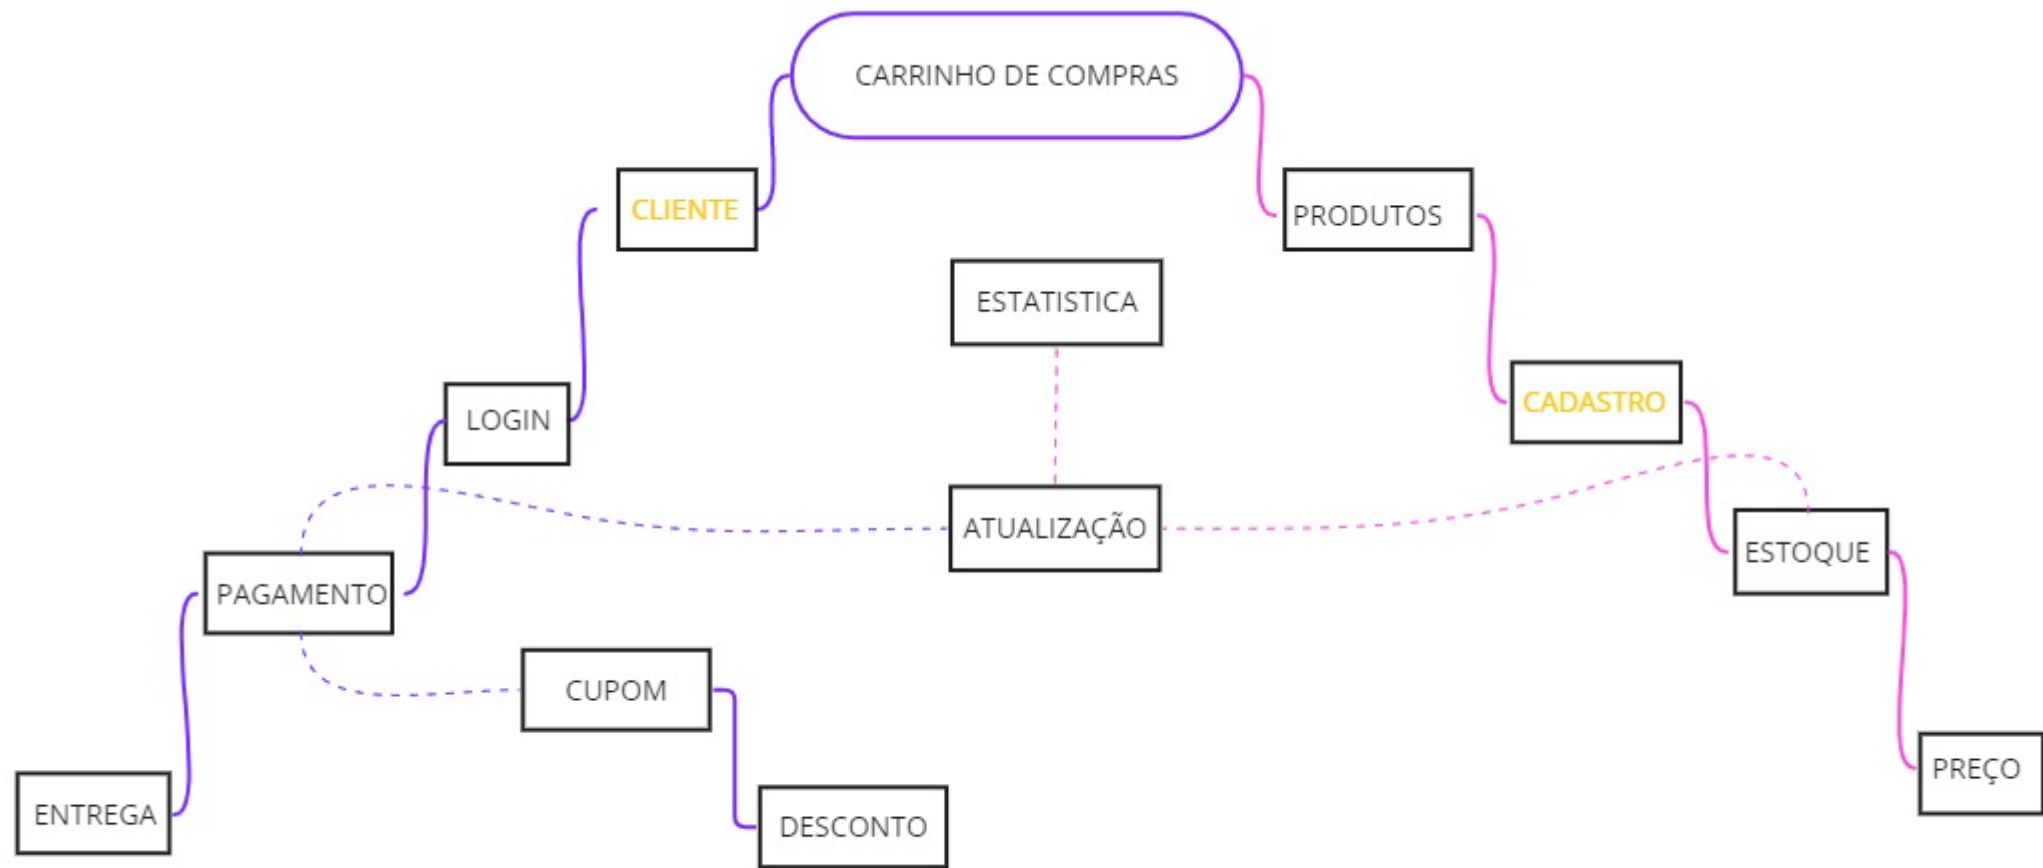 CARRINHO DE COMPRAS
CLIENTE
PRODUTOS
ESTATISTICA
CADASTRO
LOGIN
ATUALIZAÇÃO
ESTOQUE
PAGAMENTO
CUPOM
PREÇO
ENTREGA
DESCONTO